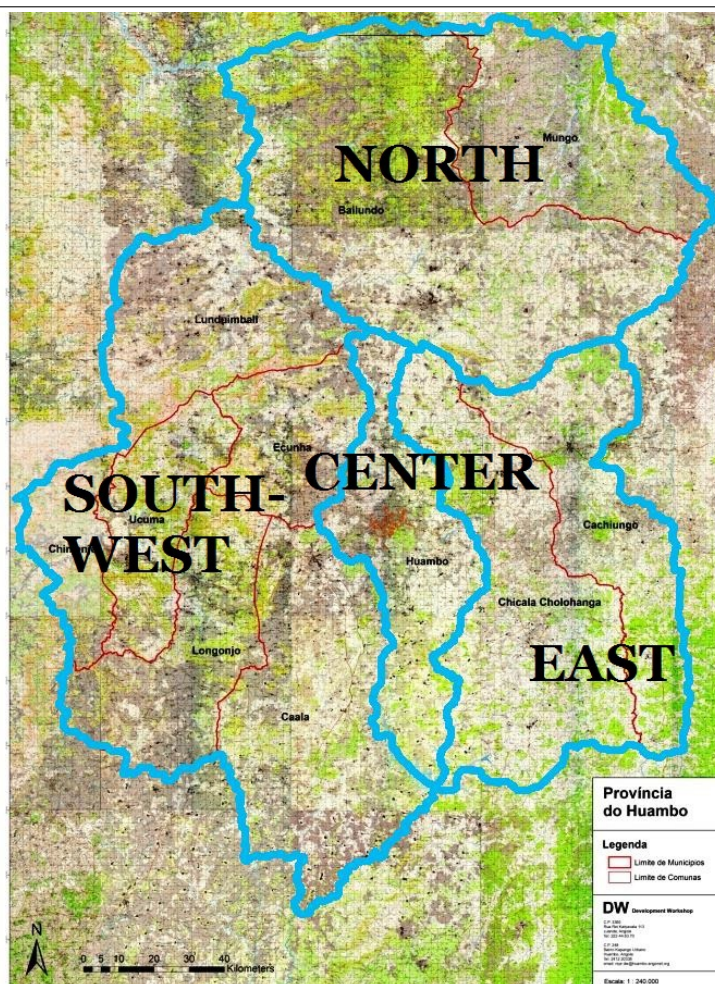 NORTH
Mungo
Bailundo
Lunduimbali
Ecunha
CENTER
SOUTH-
WEST
Ucuma
Cachiungo
Huambo
Chicala Cholohanga
Longonjo
EAST
Caala
Província
do Huambo
Legenda
Limite de Municipios
Limite de Comunas
DW Development Workshop
N
0 5 10 20 30 40
Kilometers
Escala: 1 : 240.000